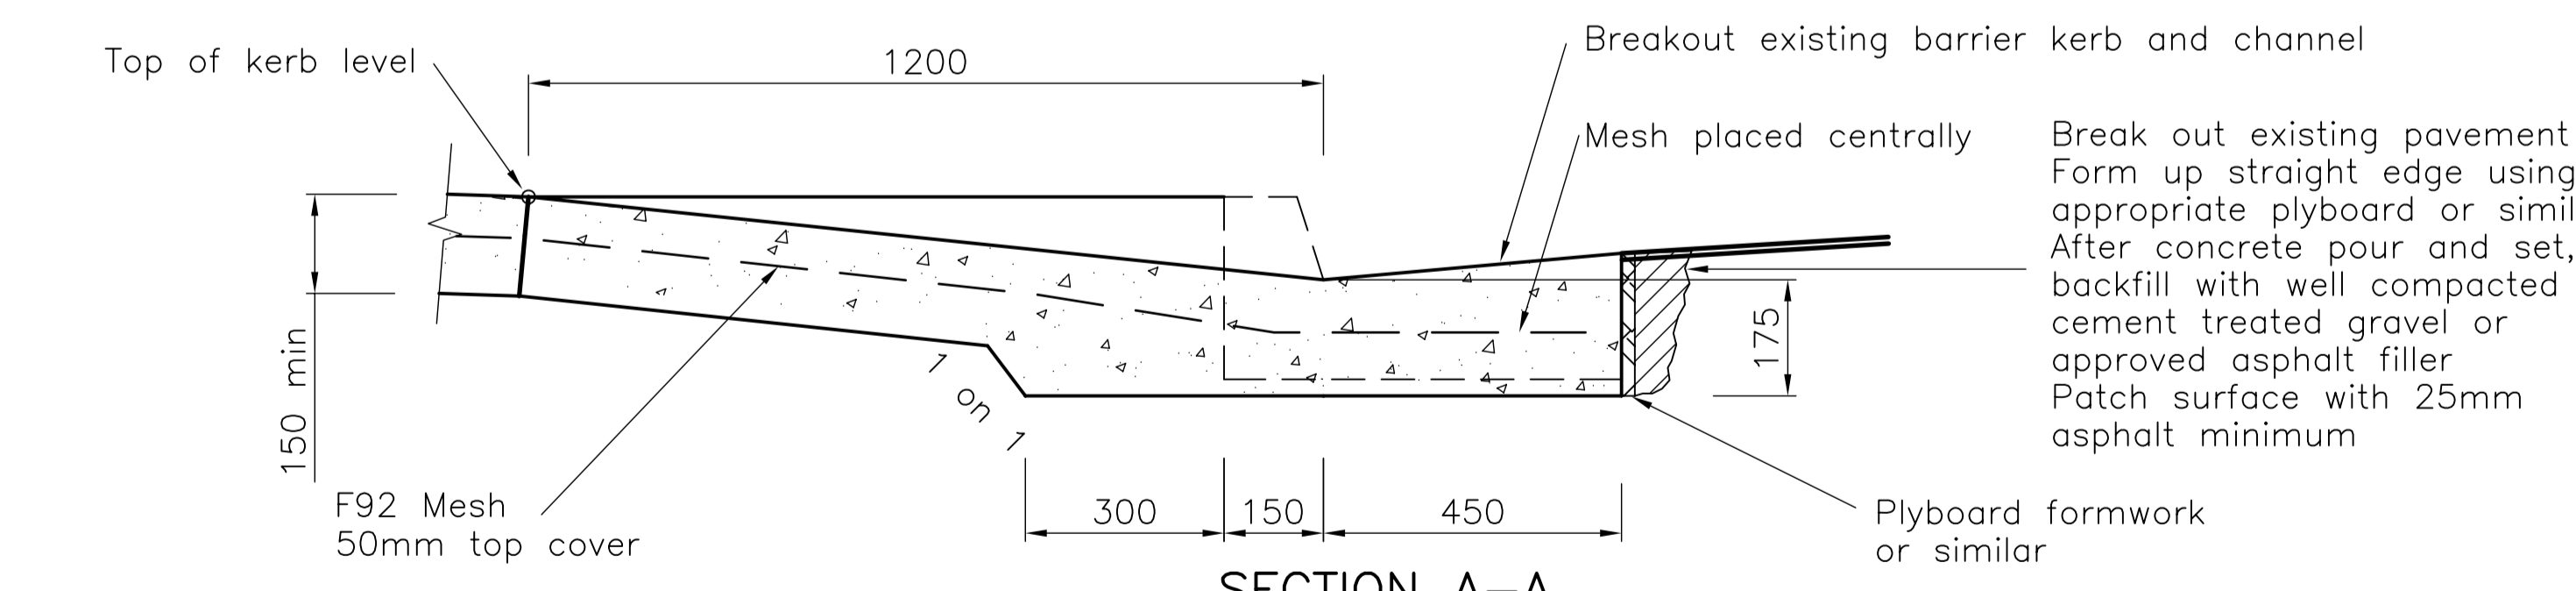 Top of kerb level
1200
Breakout existing barrier kerb and channel
Mesh placed centrally
Break out existing pavement
Form up straight edge using
appropriate plyboard or simil
After concrete pour and set,
backfill with well compacted
cement treated gravel or
approved asphalt filler
Patch surface with 25mm
asphalt minimum
150 min
175
1 on 1
F92 Mesh
50mm top cover
300
150
450
Plyboard formwork
or similar
SECTION A-A